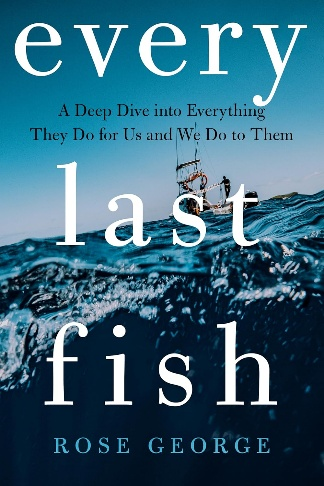 every
A Deep Dive into Everything
They Do for Us and We Do to Them
last
fish
ROSE GEORGE